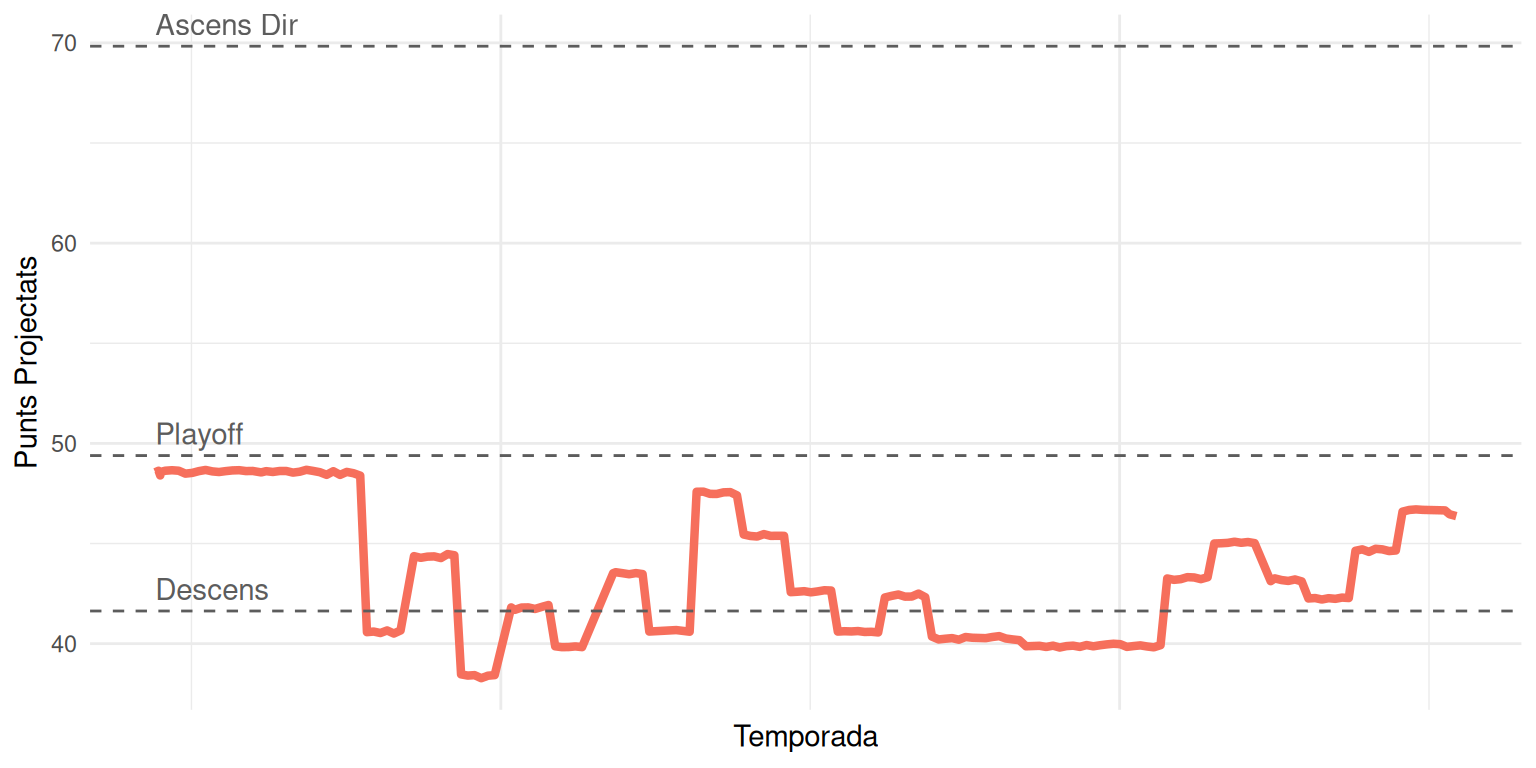 Ascens Dir
70
60
Punts Projectats
Playoff
50
Descens
40
Temporada